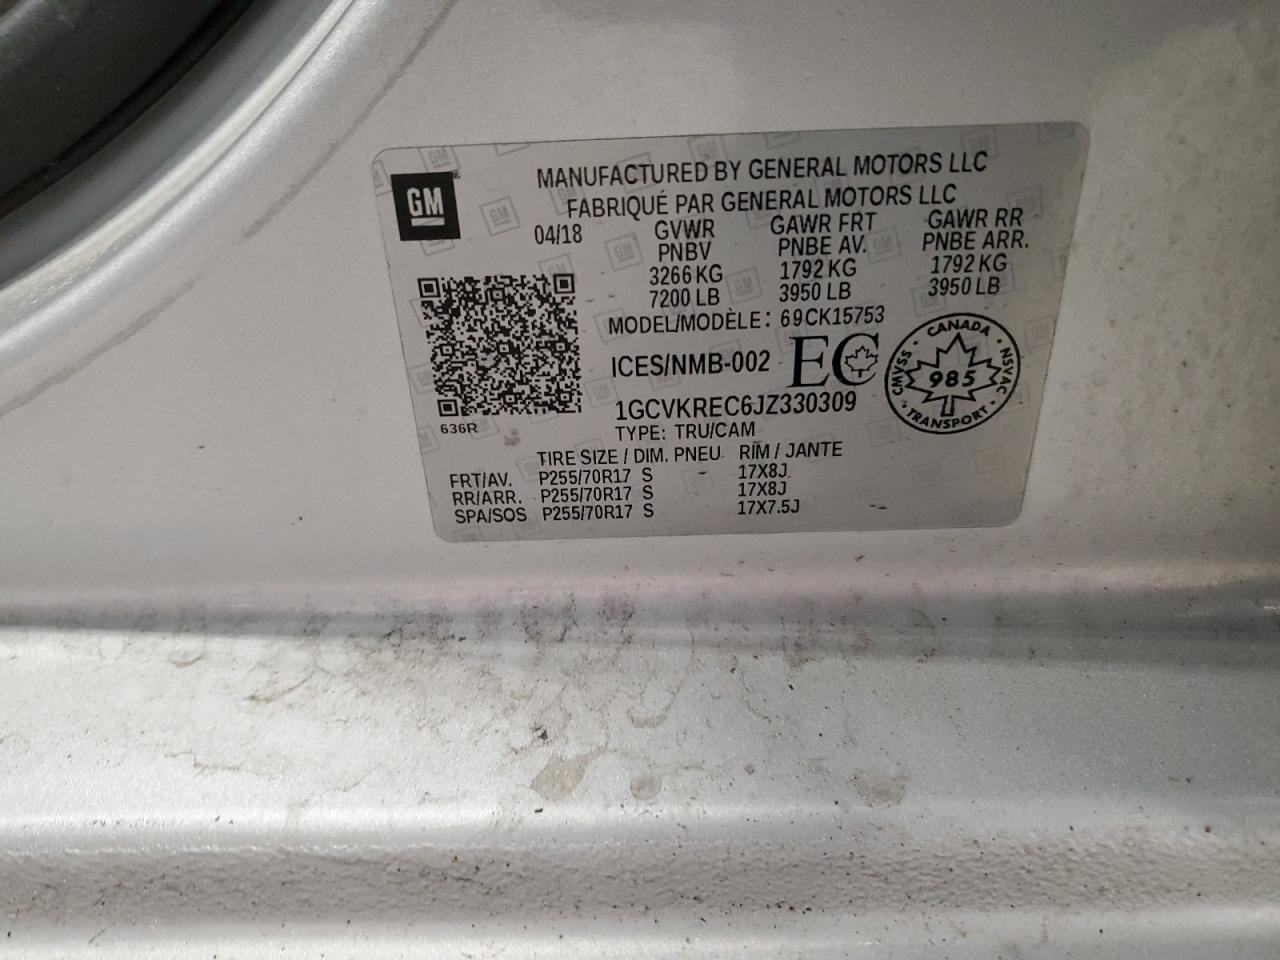 MANUFACTURED BY GENERAL MOTORS LLC
FABRIQUÉ PAR GENERAL MOTORS LLC
GM
04/18
GVWR GAWR FRT GAWR RR
PNBV PNBE AV. PNBE ARR.
3266 KG 1792 KG 1792 KG
7200 LB 3950 LB 3950 LB
MODEL/MODÈLE: 69CK15753
ICES/NMB-002 EC
CANADA
CMVSS 985 NSVAC
TRANSPORT
1GCVKREC6JZ330309
636R
TYPE: TRU/CAM
TIRE SIZE / DIM. PNEU RIM / JANTE
FRT/AV. P255/70R17 S 17X8J
RR/ARR. P255/70R17 S 17X8J
SPA/SOS P255/70R17 S 17X7.5J